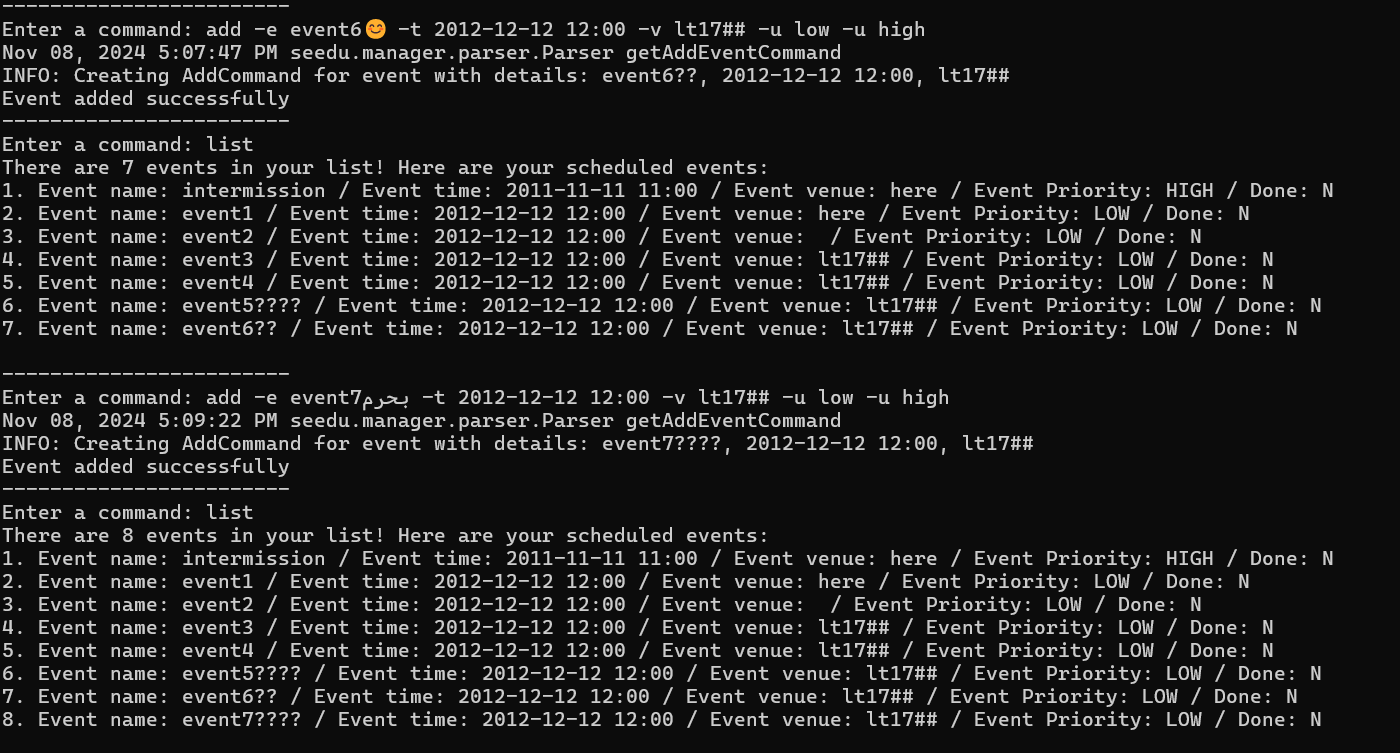 ------------------------
Enter a command: add -e event6😊 -t 2012-12-12 12:00 -v lt17## -u low -u high
Nov 08, 2024 5:07:47 PM seedu.manager.parser.Parser getAddEventCommand
INFO: Creating AddCommand for event with details: event6??, 2012-12-12 12:00, lt17##
Event added successfully
------------------------
Enter a command: list
There are 7 events in your list! Here are your scheduled events:
1. Event name: intermission / Event time: 2011-11-11 11:00 / Event venue: here / Event Priority: HIGH / Done: N
2. Event name: event1 / Event time: 2012-12-12 12:00 / Event venue: here / Event Priority: LOW / Done: N
3. Event name: event2 / Event time: 2012-12-12 12:00 / Event venue:  / Event Priority: LOW / Done: N
4. Event name: event3 / Event time: 2012-12-12 12:00 / Event venue: lt17## / Event Priority: LOW / Done: N
5. Event name: event4 / Event time: 2012-12-12 12:00 / Event venue: lt17## / Event Priority: LOW / Done: N
6. Event name: event5???? / Event time: 2012-12-12 12:00 / Event venue: lt17## / Event Priority: LOW / Done: N
7. Event name: event6?? / Event time: 2012-12-12 12:00 / Event venue: lt17## / Event Priority: LOW / Done: N

------------------------
Enter a command: add -e event7بحرم -t 2012-12-12 12:00 -v lt17## -u low -u high
Nov 08, 2024 5:09:22 PM seedu.manager.parser.Parser getAddEventCommand
INFO: Creating AddCommand for event with details: event7????, 2012-12-12 12:00, lt17##
Event added successfully
------------------------
Enter a command: list
There are 8 events in your list! Here are your scheduled events:
1. Event name: intermission / Event time: 2011-11-11 11:00 / Event venue: here / Event Priority: HIGH / Done: N
2. Event name: event1 / Event time: 2012-12-12 12:00 / Event venue: here / Event Priority: LOW / Done: N
3. Event name: event2 / Event time: 2012-12-12 12:00 / Event venue:  / Event Priority: LOW / Done: N
4. Event name: event3 / Event time: 2012-12-12 12:00 / Event venue: lt17## / Event Priority: LOW / Done: N
5. Event name: event4 / Event time: 2012-12-12 12:00 / Event venue: lt17## / Event Priority: LOW / Done: N
6. Event name: event5???? / Event time: 2012-12-12 12:00 / Event venue: lt17## / Event Priority: LOW / Done: N
7. Event name: event6?? / Event time: 2012-12-12 12:00 / Event venue: lt17## / Event Priority: LOW / Done: N
8. Event name: event7???? / Event time: 2012-12-12 12:00 / Event venue: lt17## / Event Priority: LOW / Done: N